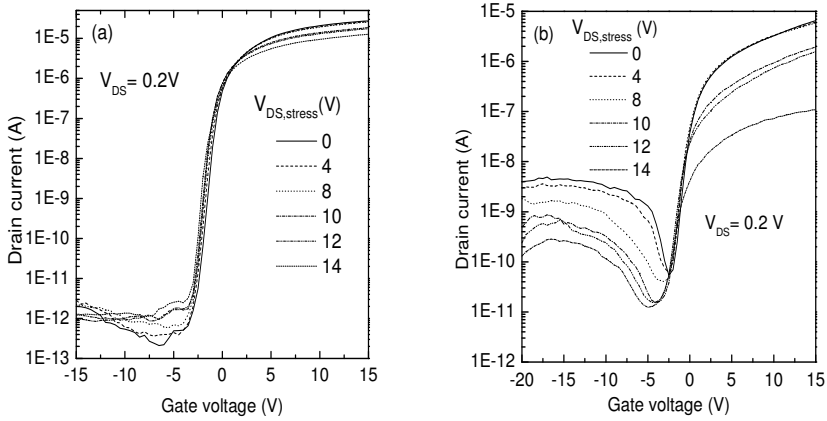 (a)
V_DS= 0.2V
V_DS,stress(V)
0
4
8
10
12
14
Drain current (A)
1E-5
1E-6
1E-7
1E-8
1E-9
1E-10
1E-11
1E-12
1E-13
-15
-10
-5
0
5
10
15
Gate voltage (V)
(b)
V_DS,stress (V)
0
4
8
10
12
14
V_DS= 0.2 V
Drain current (A)
1E-5
1E-6
1E-7
1E-8
1E-9
1E-10
1E-11
1E-12
-20
-15
-10
-5
0
5
10
15
Gate voltage (V)